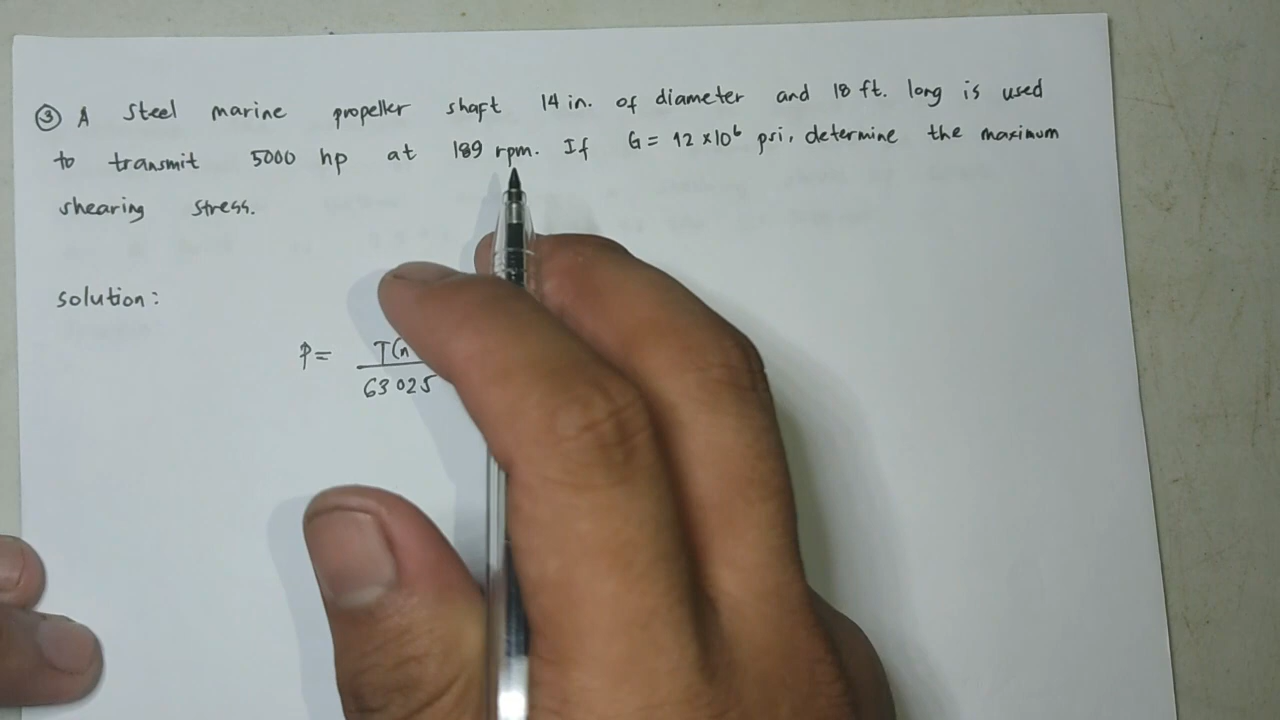 ③ A steel marine propeller shaft 14 in. of diameter and 18 ft. long is used
to transmit 5000 hp at 189 rpm. If G = 12 x10⁶ psi, determine the maximum
shearing stress.
solution:
P = T(n
63 025